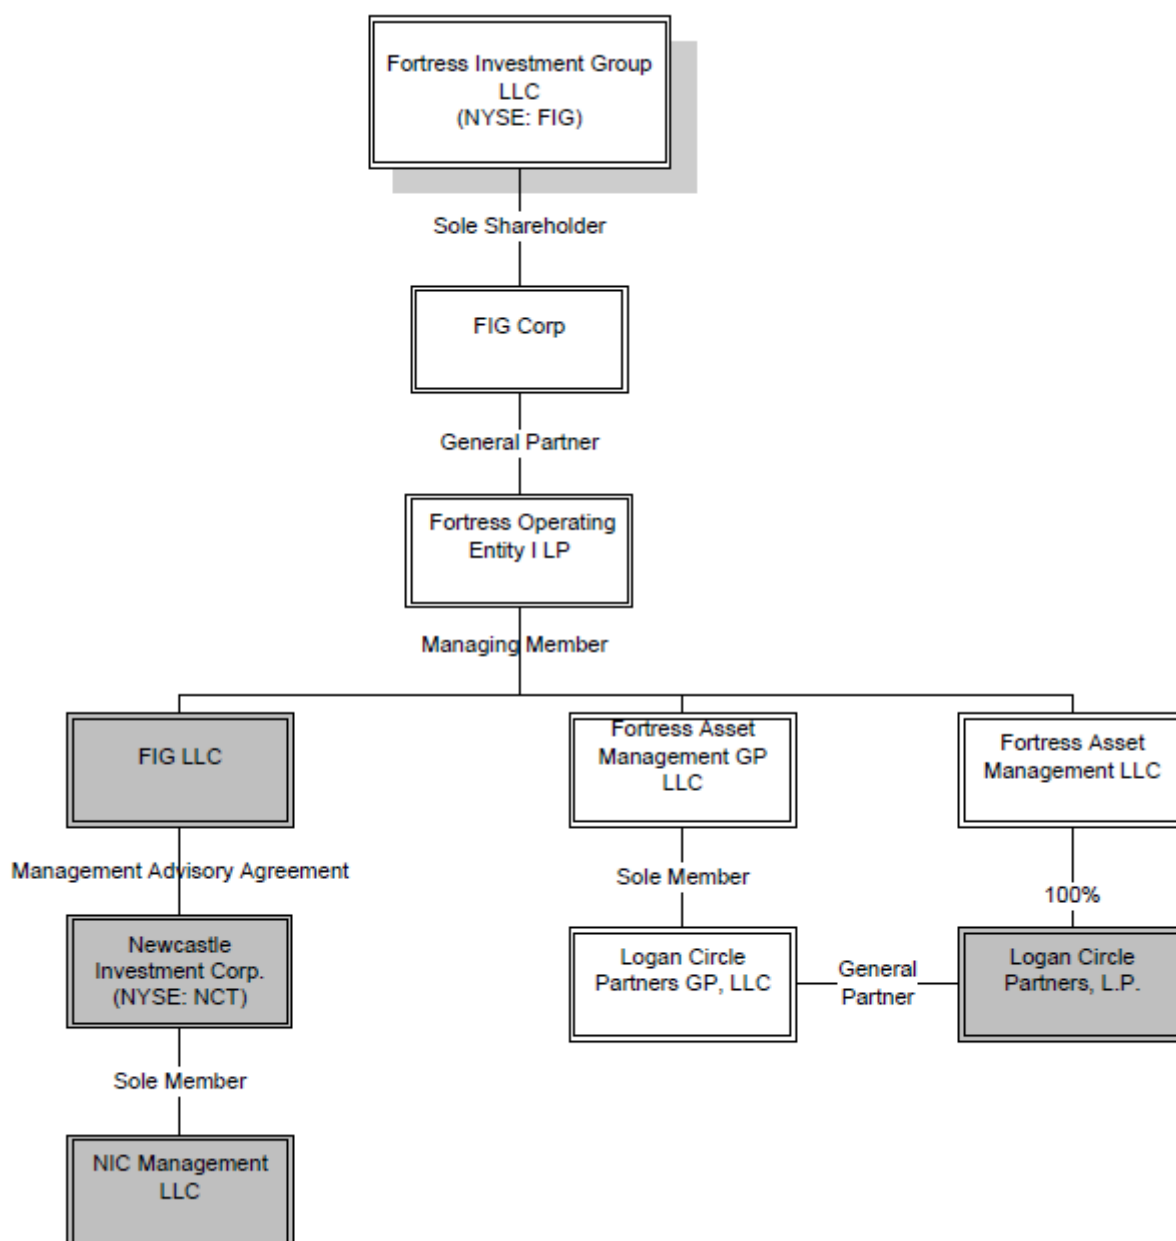 Fortress Investment Group
LLC
(NYSE: FIG)
Sole Shareholder
FIG Corp
General Partner
Fortress Operating
Entity I LP
Managing Member
FIG LLC
Fortress Asset
Management GP
LLC
Fortress Asset
Management LLC
Management Advisory Agreement
Sole Member
100%
Newcastle
Investment Corp.
(NYSE: NCT)
Logan Circle
Partners GP, LLC
General
Partner
Logan Circle
Partners, L.P.
Sole Member
NIC Management
LLC